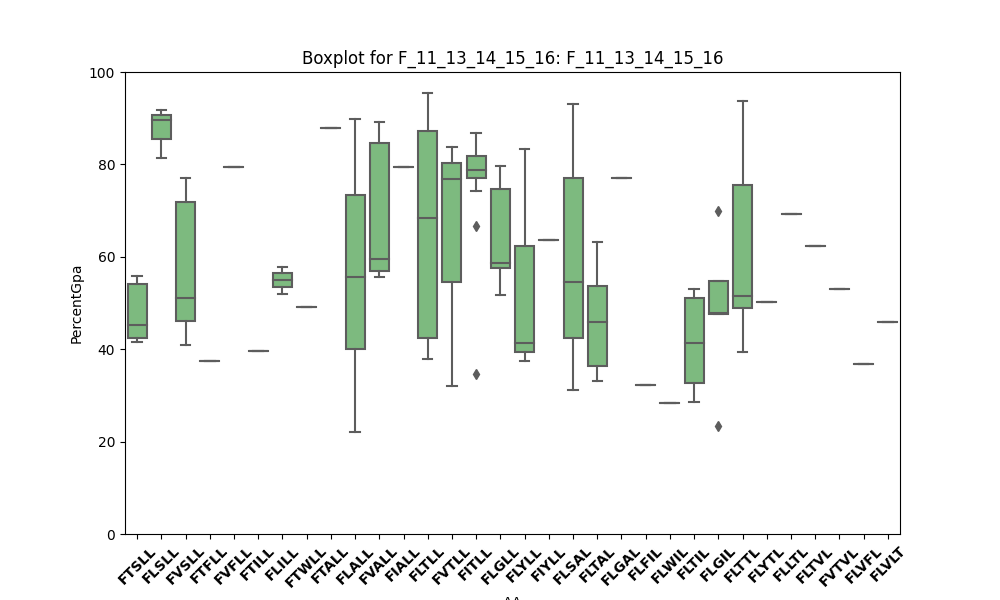 Boxplot for F_11_13_14_15_16: F_11_13_14_15_16
100
80
60
40
20
0
PercentGpa
FTSLL FLSLL FVSLL FTFLL FVFLL FTILL FLILL FTWLL FTALL FLALL FVALL FIALL FLTLL FVTLL FITLL FLGLL FLYLL FIYLL FLSAL FLTAL FLGAL FLFIL FLWIL FLTIL FLGIL FLTTL FLYTL FLLTL FLTVL FVTVL FLVFL FLVLT
AA